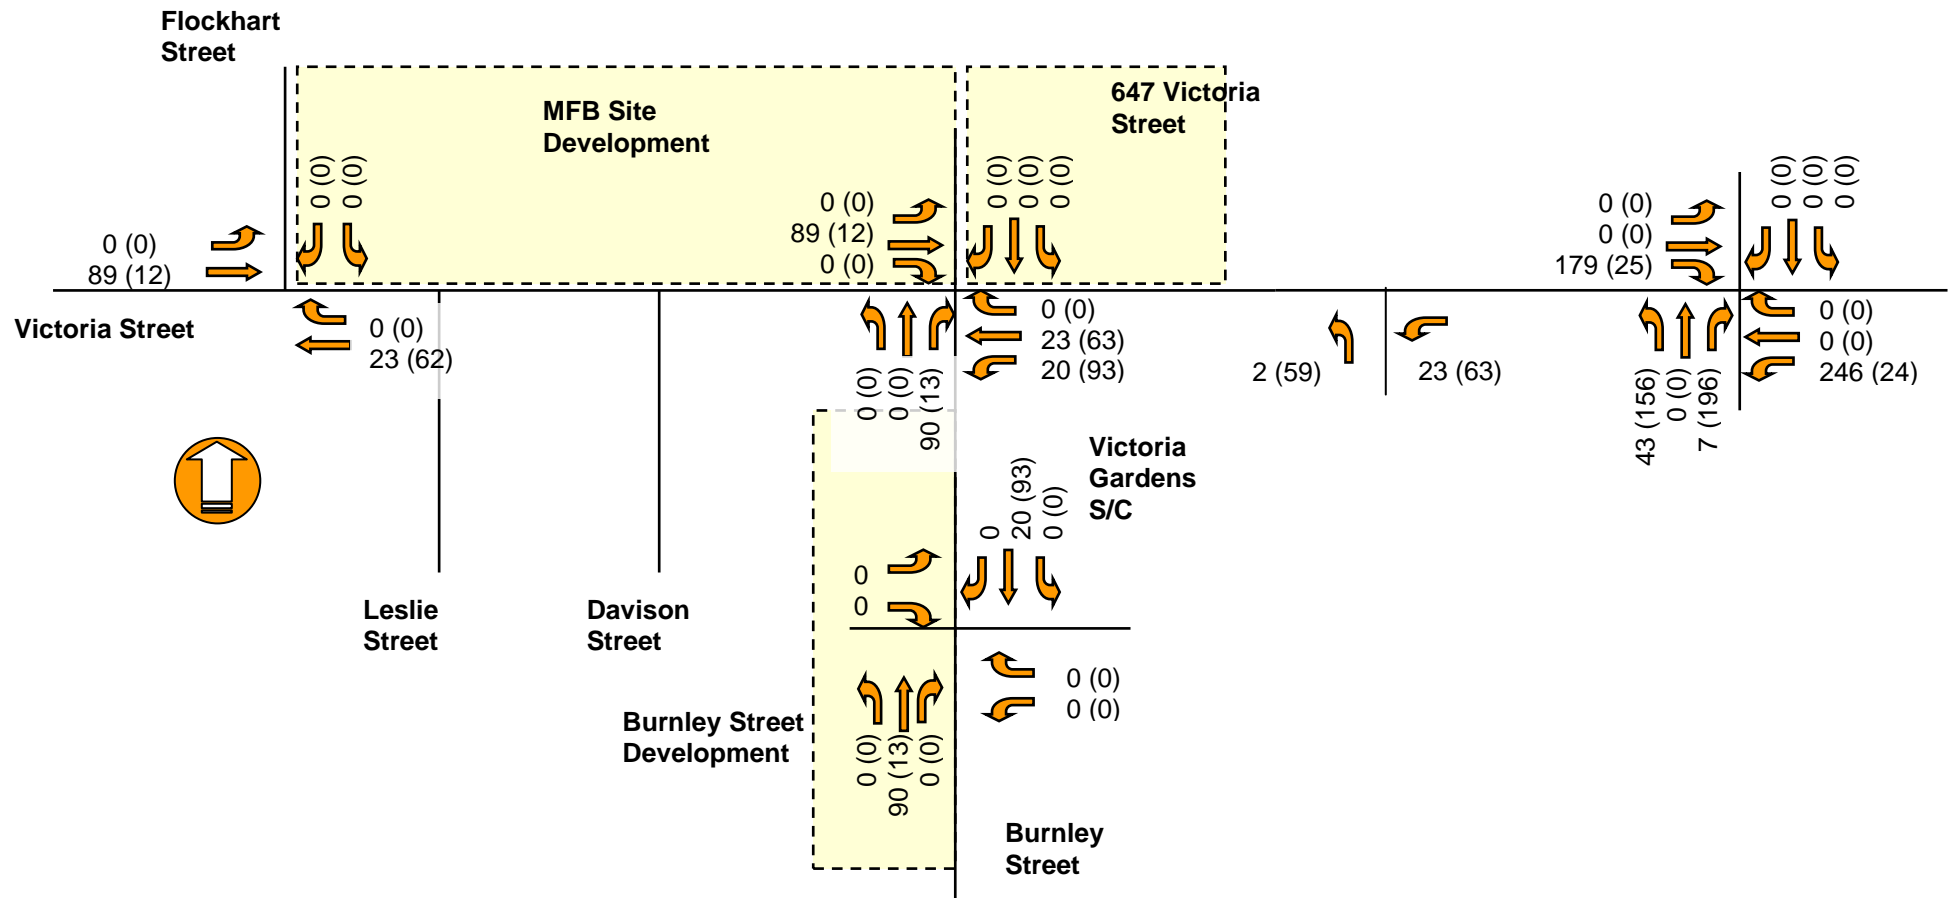 Flockhart
Street
MFB Site
Development
647 Victoria
Street
0 (0)
0 (0)
0 (0)
89 (12)
0 (0)
89 (12)
0 (0)
0 (0)
0 (0)
0 (0)
0 (0)
0 (0)
179 (25)
0 (0)
0 (0)
0 (0)
Victoria Street
0 (0)
23 (62)
0 (0)
23 (63)
20 (93)
0 (0)
0 (0)
90 (13)
2 (59)
23 (63)
0 (0)
0 (0)
246 (24)
43 (156)
0 (0)
7 (196)
Victoria
Gardens
S/C
0
20 (93)
0 (0)
0
0
Leslie
Street
Davison
Street
0 (0)
0 (0)
Burnley Street
Development
0 (0)
90 (13)
0 (0)
Burnley
Street